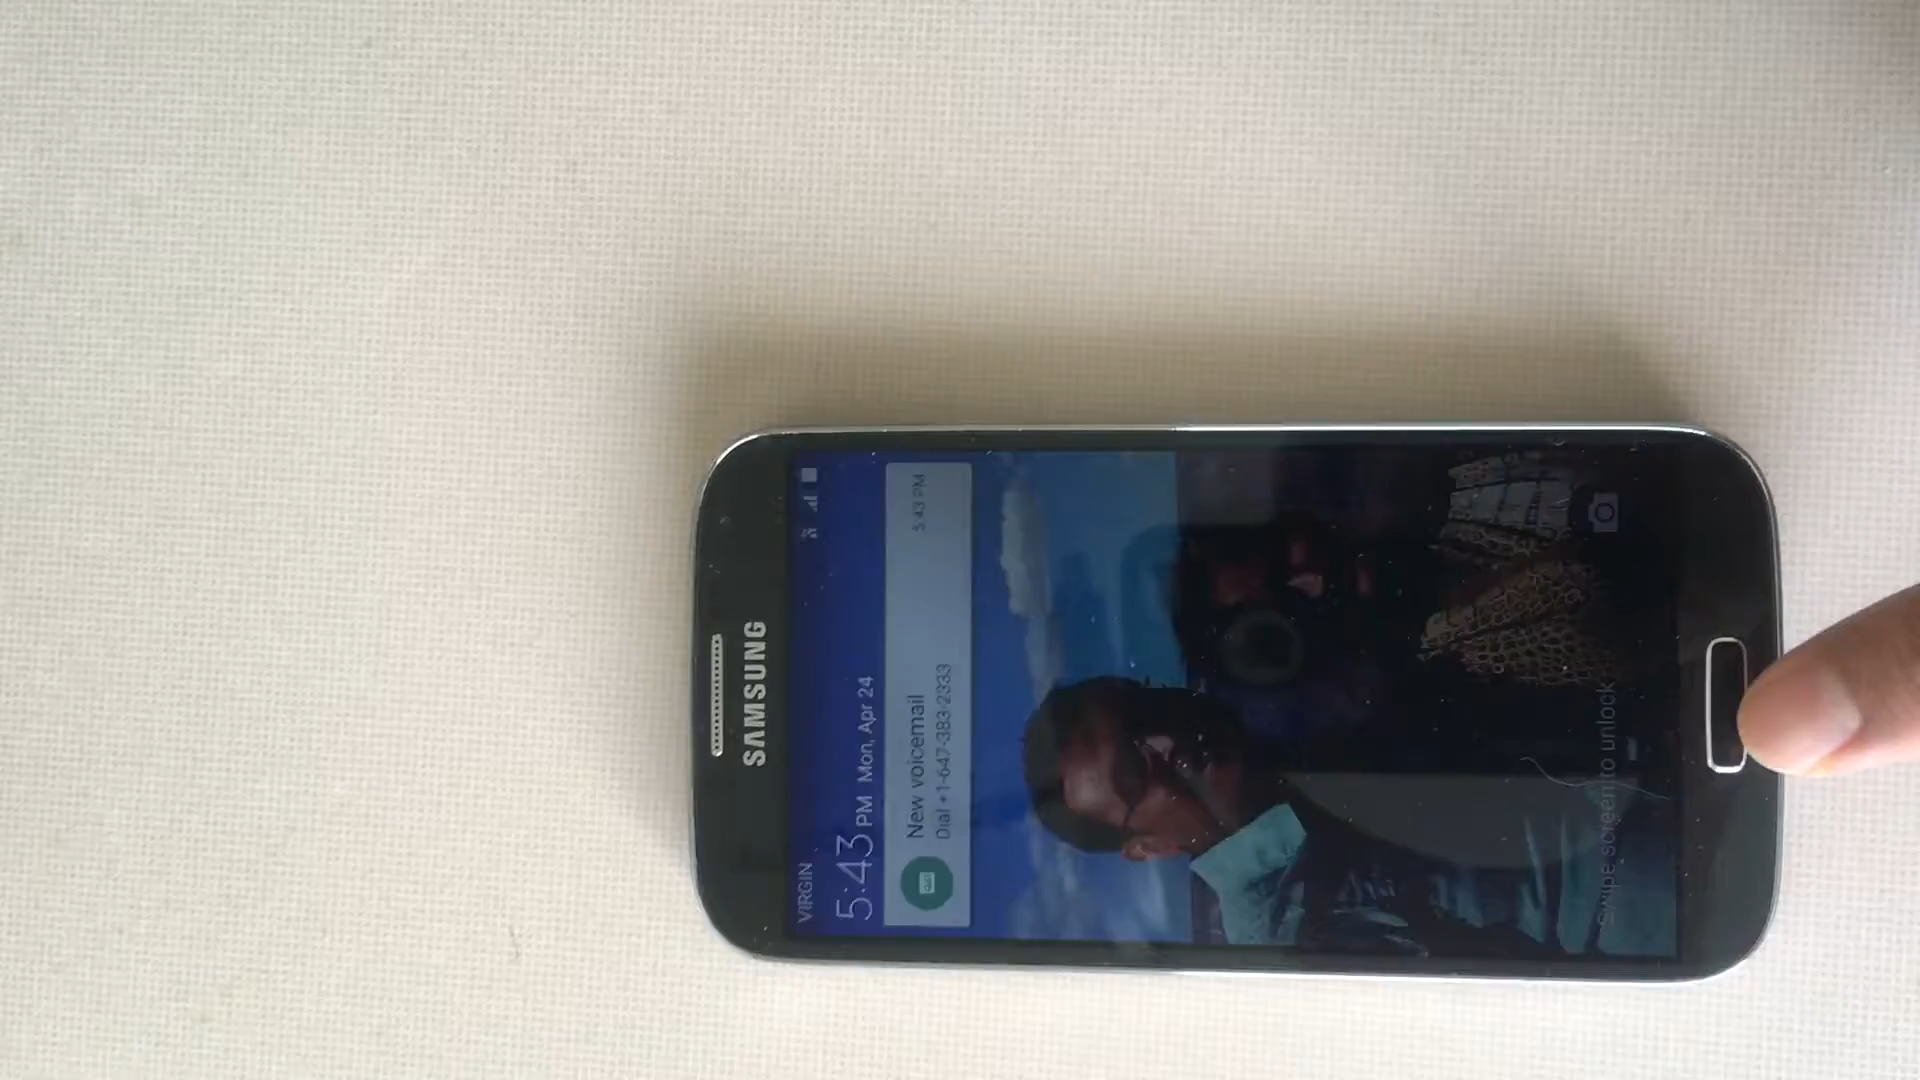 SAMSUNG
VIRGIN
5:43 PM Mon, Apr 24
New voicemail 5:43 PM
Dial +1-647-383-2333
Swipe screen to unlock